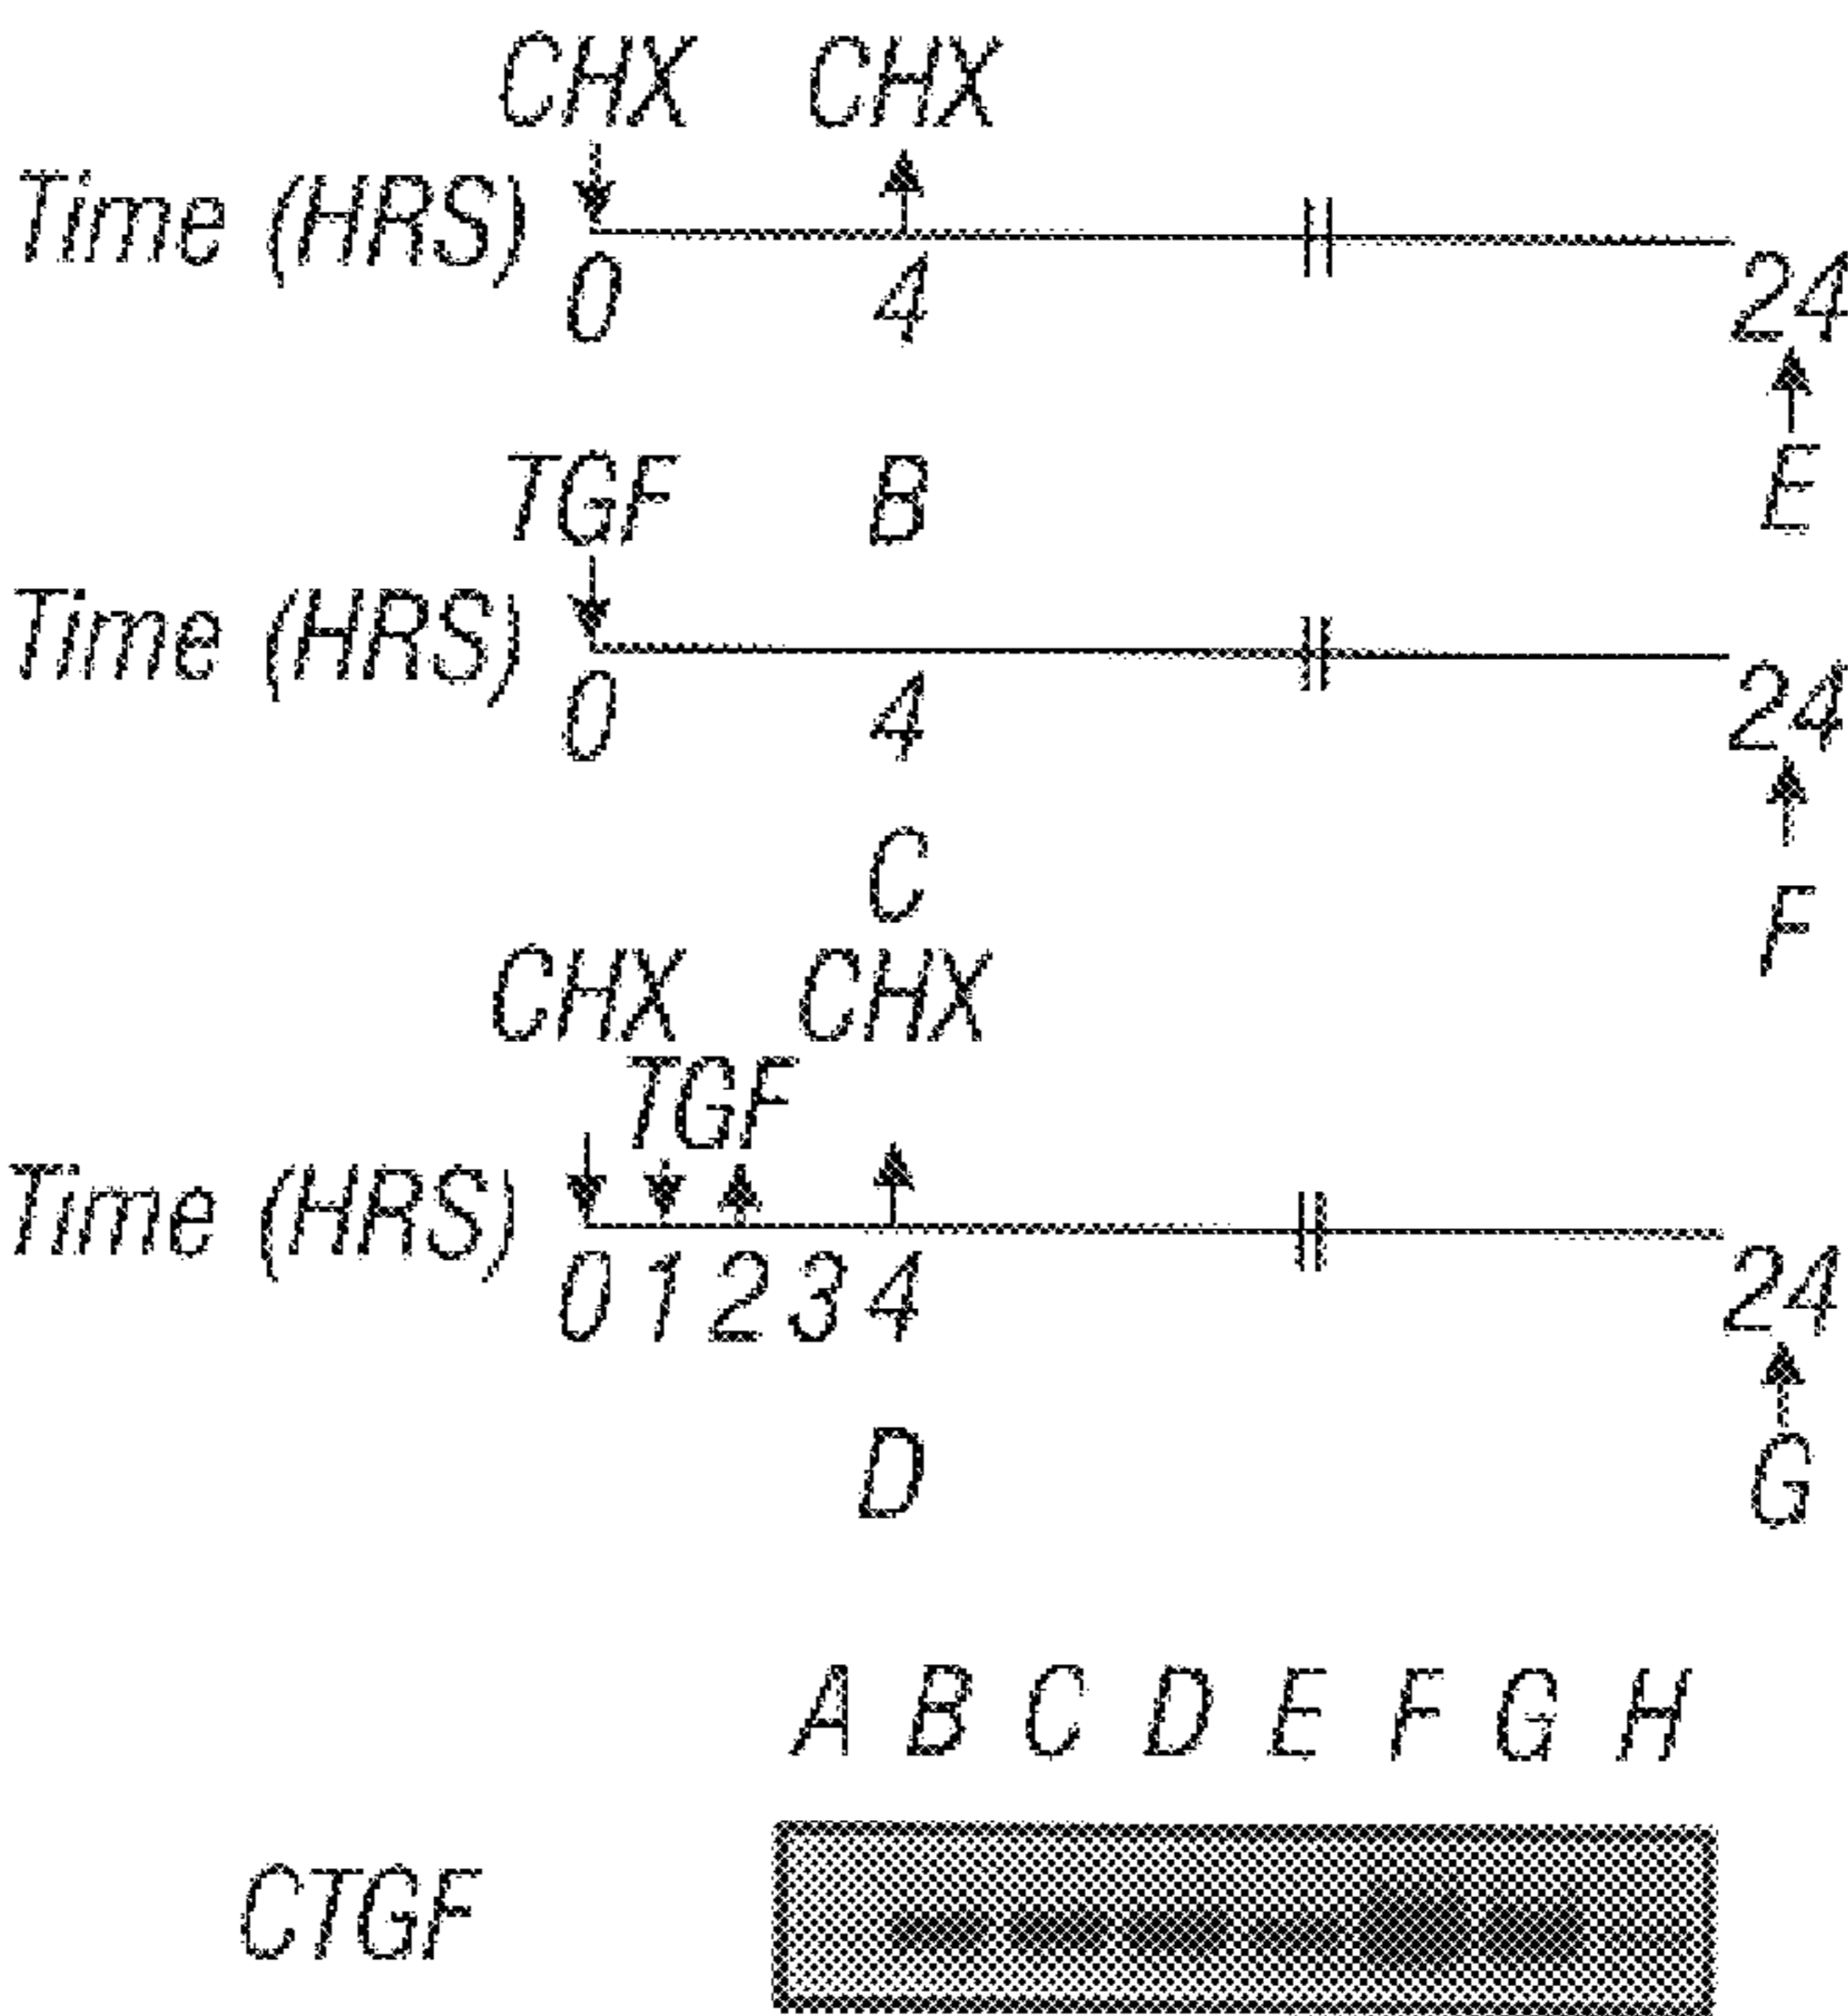 CHX CHX
Time (HRS)
0 4 24
E
TGF B
Time (HRS)
0 4 24
C
F
CHX CHX
TGF
Time (HRS)
0 1 2 3 4 24
D G
A B C D E F G H
CTGF